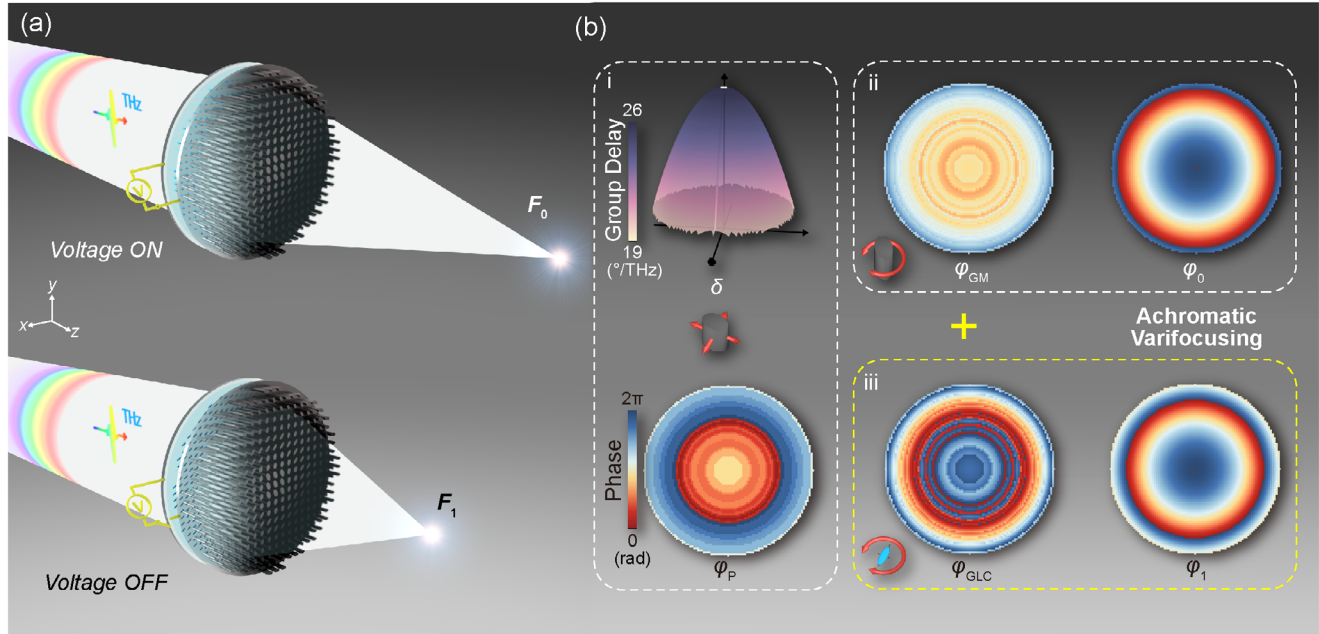 (a)
THz
V
F0
Voltage ON
y
x
z
THz
V
F1
Voltage OFF
(b)
i
26
Group Delay
19
(°/THz)
δ
2π
Phase
0
(rad)
φP
ii
φGM
φ0
+
Achromatic
Varifocusing
iii
φGLC
φ1